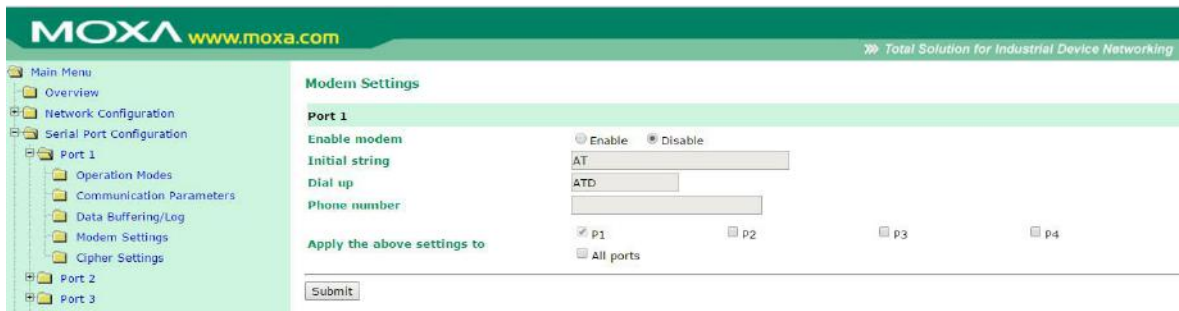 MOXA www.moxa.com
Total Solution for Industrial Device Networking
Main Menu
Overview
Network Configuration
Serial Port Configuration
Port 1
Operation Modes
Communication Parameters
Data Buffering/Log
Modem Settings
Cipher Settings
Port 2
Port 3
Modem Settings
Port 1
Enable modem Enable Disable
Initial string AT
Dial up ATD
Phone number
Apply the above settings to P1 P2 P3 P4
All ports
Submit